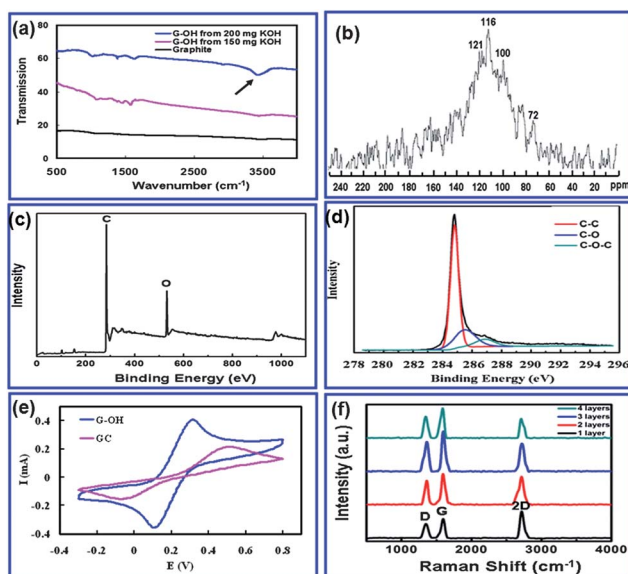 (a)
G-OH from 200 mg KOH
G-OH from 150 mg KOH
Graphite
Transmission
80
60
40
20
0
500 1500 2500 3500
Wavenumber (cm-1)
(b)
116
121
100
72
240 220 200 180 160 140 120 100 80 60 40 20 ppm
(c)
C
O
Intensity
0 200 400 600 800 1000
Binding Energy (eV)
(d)
C-C
C-O
C-O-C
Intensity
278 280 282 284 286 288 290 292 294 296
Binding Energy (eV)
(e)
G-OH
GC
I (mA)
0.4
0.2
0
-0.2
-0.4
-0.4 -0.2 0 0.2 0.4 0.6 0.8
E (V)
(f)
4 layers
3 layers
2 layers
1 layer
Intensity (a.u.)
D G 2D
1000 2000 3000 4000
Raman Shift (cm-1)